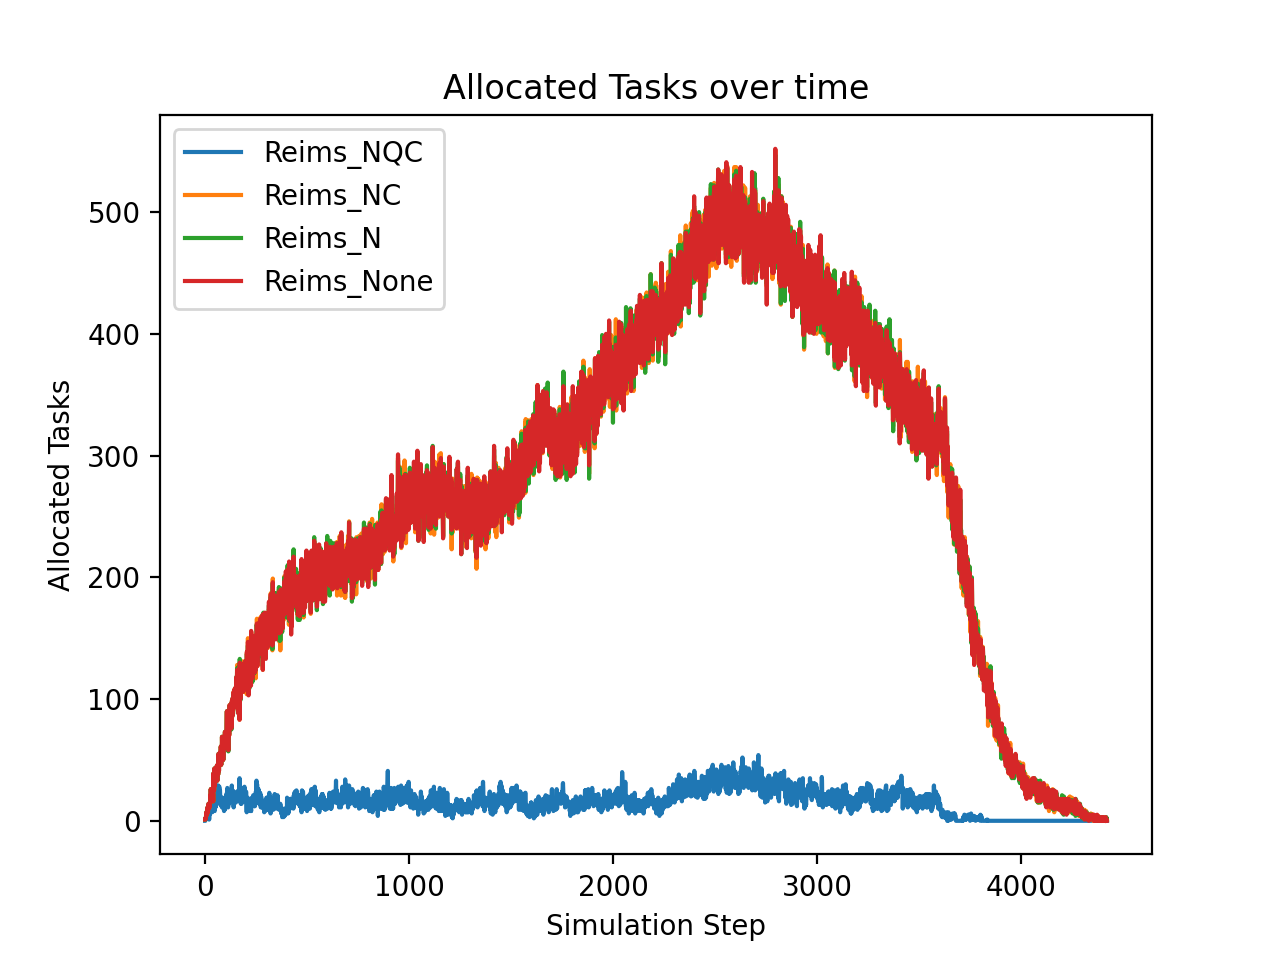 Allocated Tasks over time
Reims_NQC
Reims_NC
Reims_N
Reims_None
Allocated Tasks
500
400
300
200
100
0
0 1000 2000 3000 4000
Simulation Step